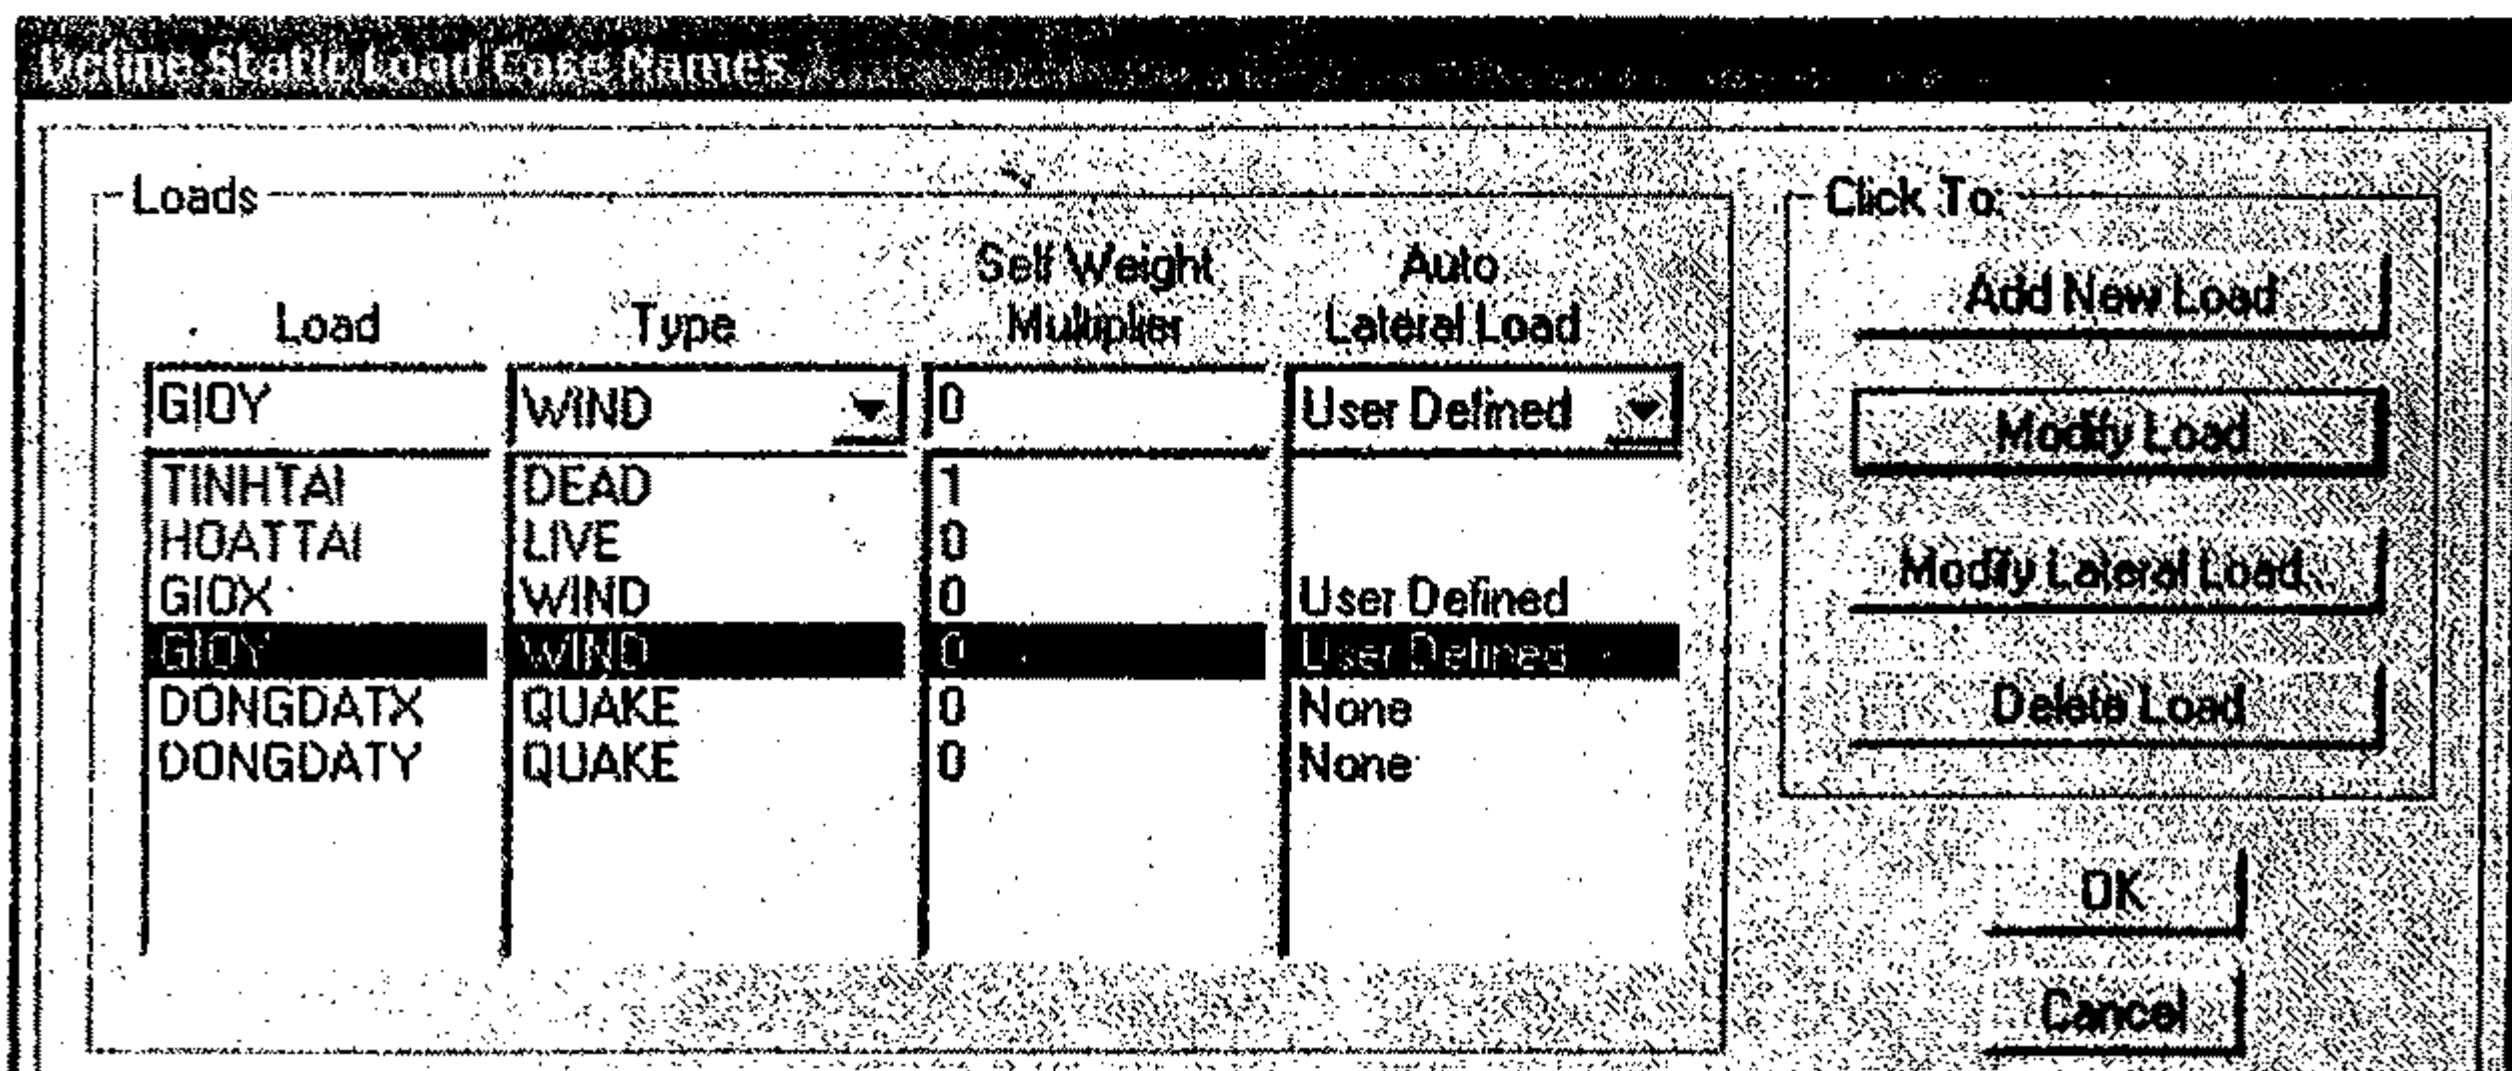 Define Static Load Case Names
Loads
Load Type Self Weight Multiplier Auto Lateral Load
GIOY WIND 0 User Defined
TINHTAI DEAD 1
HOATTAI LIVE 0
GIOX WIND 0 User Defined
GIOY WIND 0 User Defined
DONGDATX QUAKE 0 None
DONGDATY QUAKE 0 None
Click To:
Add New Load
Modify Load
Modify Lateral Load
Delete Load
OK
Cancel